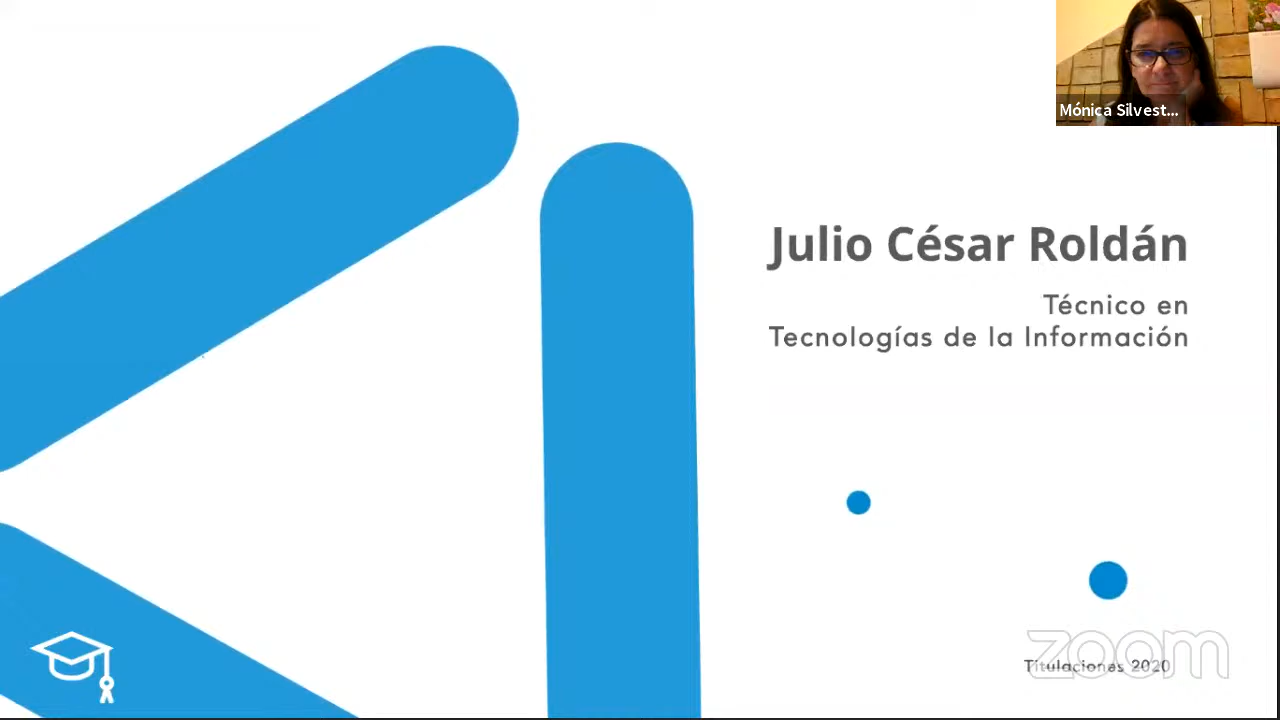 Mónica Silvest...
Julio César Roldán
Técnico en
Tecnologías de la Información
zoom
Titulaciones 2020